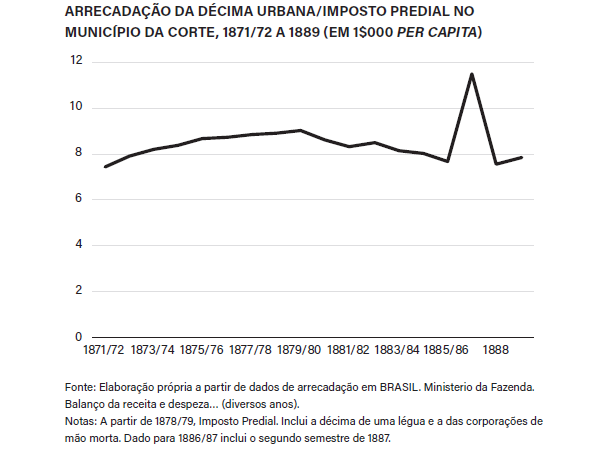 ARRECADAÇÃO DA DÉCIMA URBANA/IMPOSTO PREDIAL NO
MUNICÍPIO DA CORTE, 1871/72 A 1889 (EM 1$000 PER CAPITA)
12
10
8
6
4
2
0
1871/72 1873/74 1875/76 1877/78 1879/80 1881/82 1883/84 1885/86 1888
Fonte: Elaboração própria a partir de dados de arrecadação em BRASIL. Ministerio da Fazenda.
Balanço da receita e despeza... (diversos anos).
Notas: A partir de 1878/79, Imposto Predial. Inclui a décima de uma légua e a das corporações de
mão morta. Dado para 1886/87 inclui o segundo semestre de 1887.